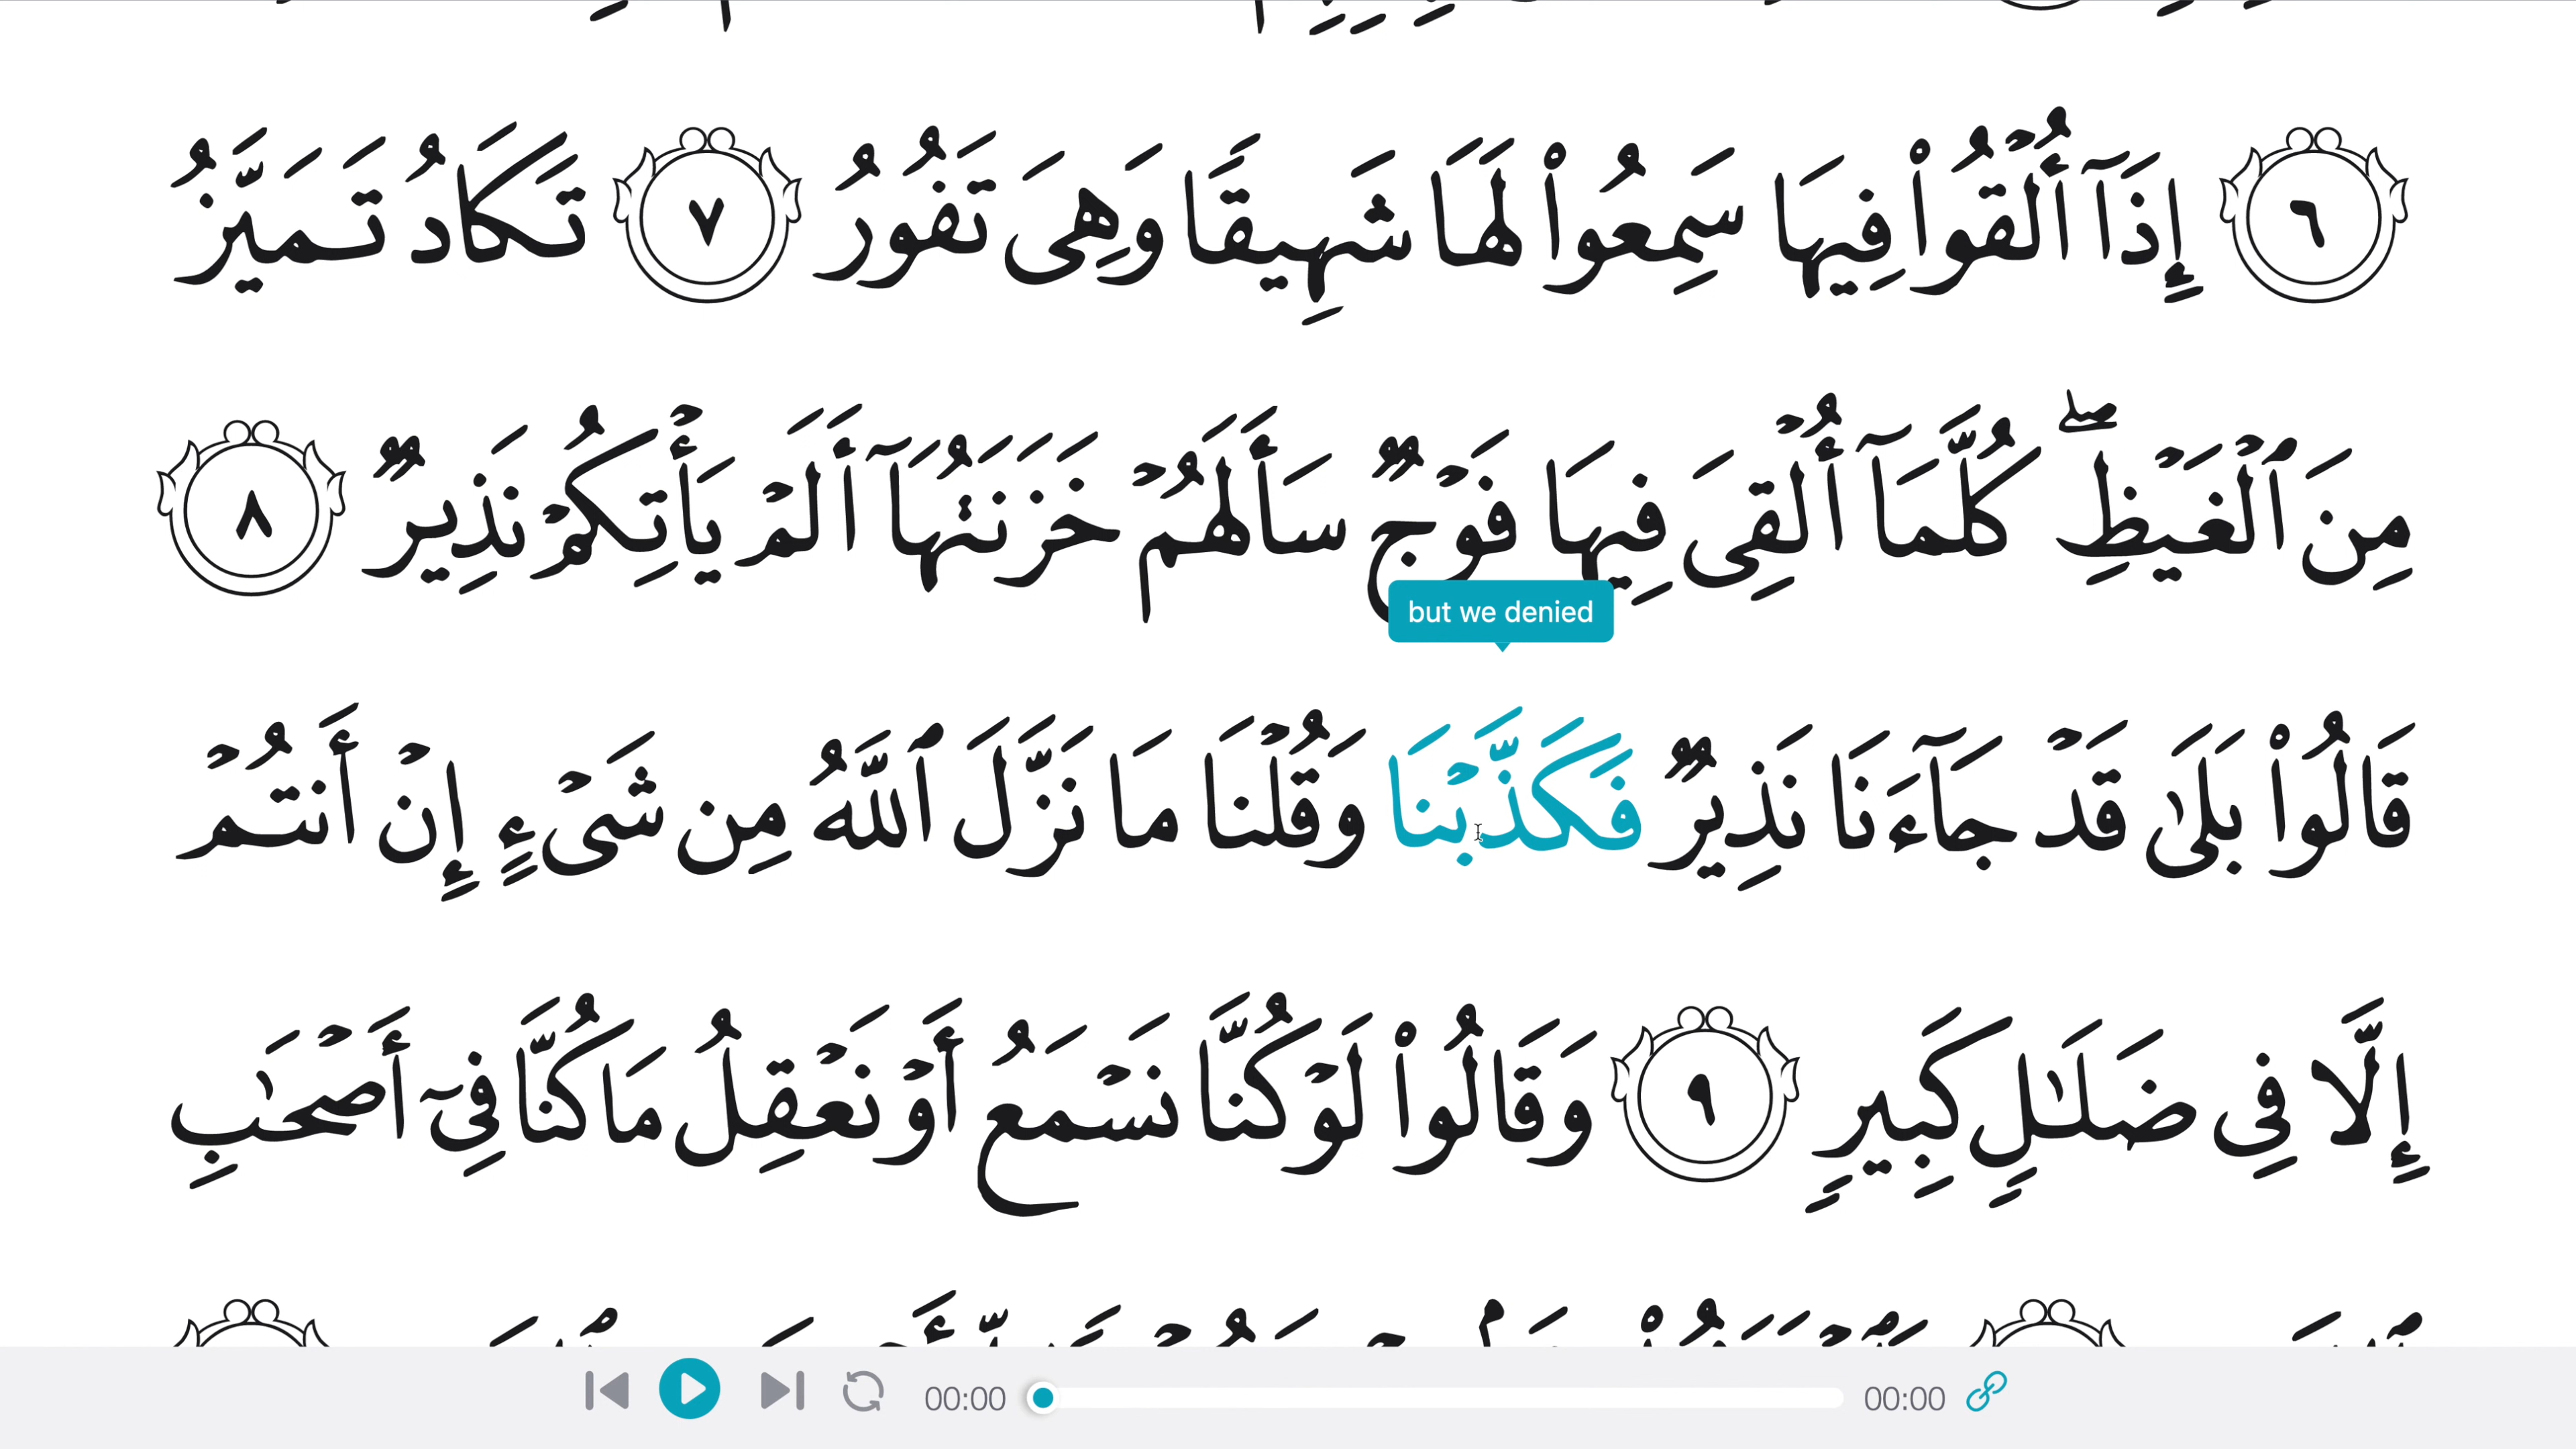 ٦ إِذَآ أُلْقُوا۟ فِيهَا سَمِعُوا۟ لَهَا شَهِيقًا وَهِىَ تَفُورُ ٧ تَكَادُ تَمَيَّزُ
مِنَ ٱلْغَيْظِ ۖ كُلَّمَآ أُلْقِىَ فِيهَا فَوْجٌ سَأَلَهُمْ خَزَنَتُهَآ أَلَمْ يَأْتِكُمْ نَذِيرٌ ٨
but we denied
قَالُوا۟ بَلَىٰ قَدْ جَآءَنَا نَذِيرٌ فَكَذَّبْنَا وَقُلْنَا مَا نَزَّلَ ٱللَّهُ مِن شَىْءٍ إِنْ أَنتُمْ
إِلَّا فِى ضَلَـٰلٍ كَبِيرٍ ٩ وَقَالُوا۟ لَوْ كُنَّا نَسْمَعُ أَوْ نَعْقِلُ مَا كُنَّا فِىٓ أَصْحَـٰبِ
00:00 00:00